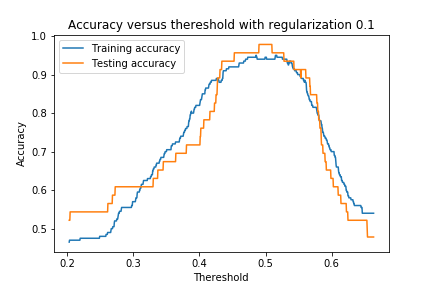 Accuracy versus thereshold with regularization 0.1
Training accuracy
Testing accuracy
Accuracy
1.0
0.9
0.8
0.7
0.6
0.5
0.2 0.3 0.4 0.5 0.6
Thereshold